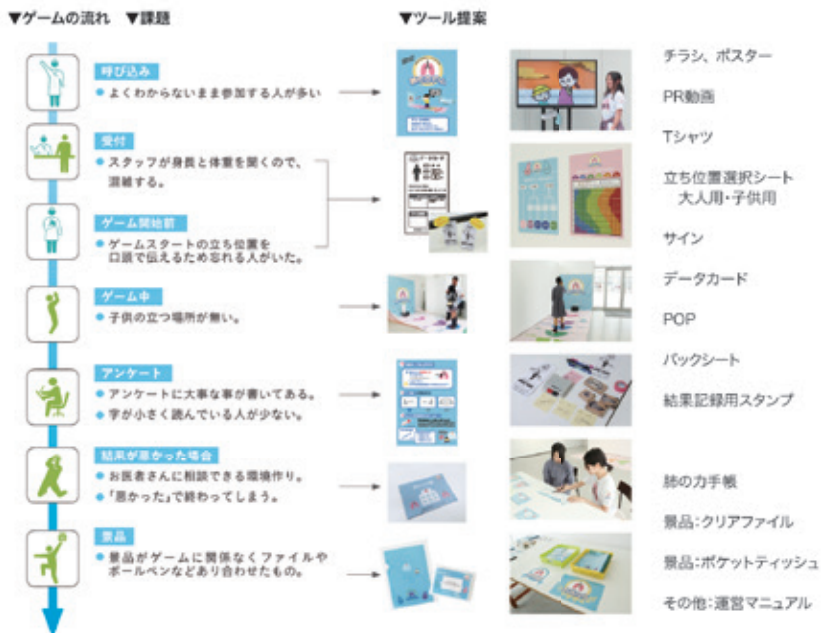 ▼ゲームの流れ ▼課題
▼ツール提案
呼び込み
● よくわからないまま参加する人が多い
受付
● スタッフが身長と体重を聞くので、
混雑する。
ゲーム開始前
● ゲームスタートの立ち位置を
口頭で伝えるため忘れる人がいた。
ゲーム中
● 子供の立つ場所が無い。
アンケート
● アンケートに大事な事が書いてある。
● 字が小さく読んでいる人が少ない。
結果が悪かった場合
● お医者さんに相談できる環境作り。
● 「悪かった」で終わってしまう。
景品
● 景品がゲームに関係なくファイルや
ボールペンなどあり合わせたもの。
チラシ、ポスター
PR動画
Tシャツ
立ち位置選択シート
大人用・子供用
サイン
データカード
POP
バックシート
結果記録用スタンプ
肺の力手帳
景品：クリアファイル
景品：ポケットティッシュ
その他：運営マニュアル